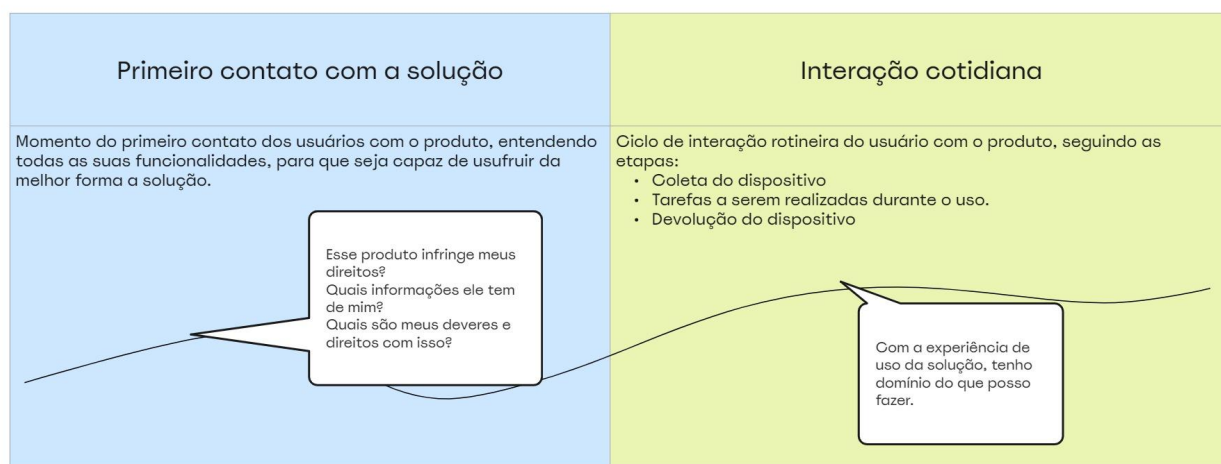 Primeiro contato com a solução
Interação cotidiana
Momento do primeiro contato dos usuários com o produto, entendendo
todas as suas funcionalidades, para que seja capaz de usufruir da
melhor forma a solução.
Ciclo de interação rotineira do usuário com o produto, seguindo as
etapas:
• Coleta do dispositivo
• Tarefas a serem realizadas durante o uso.
• Devolução do dispositivo
Esse produto infringe meus
direitos?
Quais informações ele tem
de mim?
Quais são meus deveres e
direitos com isso?
Com a experiência de
uso da solução, tenho
domínio do que posso
fazer.